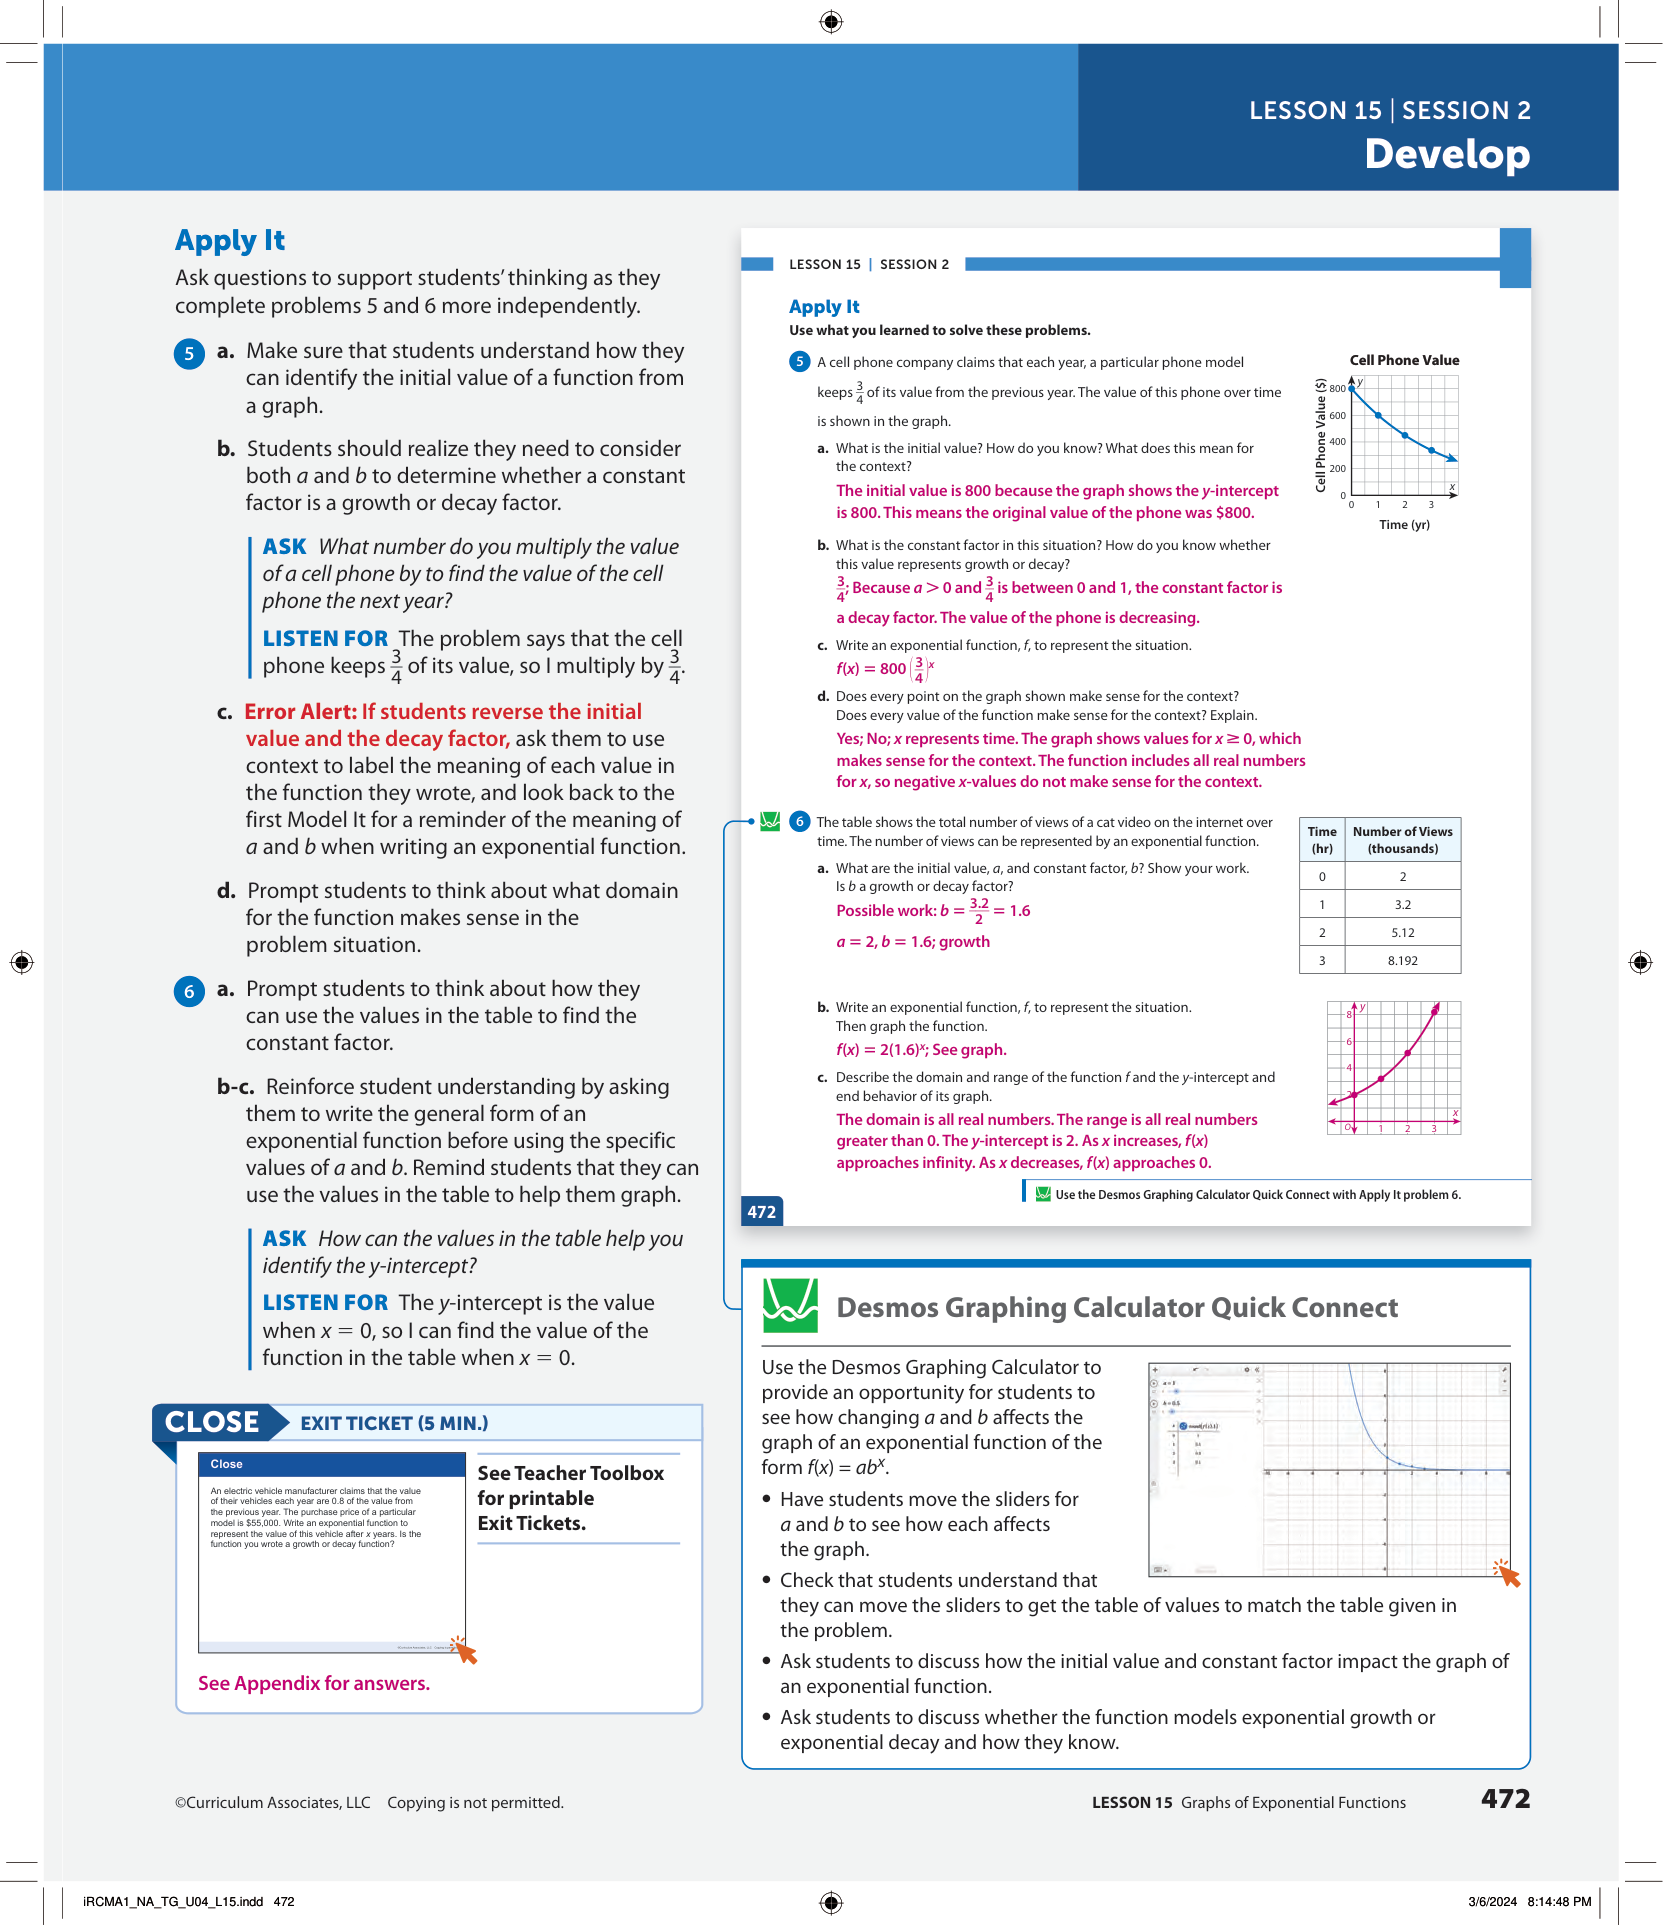 LESSON 15 | SESSION 2
Develop
Apply It
Ask questions to support students’ thinking as they
complete problems 5 and 6 more independently.
5 a. Make sure that students understand how they
can identify the initial value of a function from
a graph.
b. Students should realize they need to consider
both a and b to determine whether a constant
factor is a growth or decay factor.
ASK What number do you multiply the value
of a cell phone by to find the value of the cell
phone the next year?
LISTEN FOR The problem says that the cell
phone keeps 3/4 of its value, so I multiply by 3/4.
c. Error Alert: If students reverse the initial
value and the decay factor, ask them to use
context to label the meaning of each value in
the function they wrote, and look back to the
first Model It for a reminder of the meaning of
a and b when writing an exponential function.
d. Prompt students to think about what domain
for the function makes sense in the
problem situation.
6 a. Prompt students to think about how they
can use the values in the table to find the
constant factor.
b-c. Reinforce student understanding by asking
them to write the general form of an
exponential function before using the specific
values of a and b. Remind students that they can
use the values in the table to help them graph.
ASK How can the values in the table help you
identify the y-intercept?
LISTEN FOR The y-intercept is the value
when x = 0, so I can find the value of the
function in the table when x = 0.
CLOSE EXIT TICKET (5 MIN.)
Close
An electric vehicle manufacturer claims that the value
of their vehicles each year are 0.8 of the value from
the previous year. The purchase price of a particular
model is $55,000. Write an exponential function to
represent the value of this vehicle after x years. Is the
function you wrote a growth or decay function?
See Teacher Toolbox
for printable
Exit Tickets.
See Appendix for answers.
LESSON 15 | SESSION 2
Apply It
Use what you learned to solve these problems.
5 A cell phone company claims that each year, a particular phone model
keeps 3/4 of its value from the previous year. The value of this phone over time
is shown in the graph.
a. What is the initial value? How do you know? What does this mean for
the context?
The initial value is 800 because the graph shows the y-intercept
is 800. This means the original value of the phone was $800.
b. What is the constant factor in this situation? How do you know whether
this value represents growth or decay?
3/4; Because a > 0 and 3/4 is between 0 and 1, the constant factor is
a decay factor. The value of the phone is decreasing.
c. Write an exponential function, f, to represent the situation.
f(x) = 800(3/4)^x
d. Does every point on the graph shown make sense for the context?
Does every value of the function make sense for the context? Explain.
Yes; No; x represents time. The graph shows values for x ≥ 0, which
makes sense for the context. The function includes all real numbers
for x, so negative x-values do not make sense for the context.
Cell Phone Value
Cell Phone Value ($)
y
800
600
400
200
0
x
0 1 2 3
Time (yr)
6 The table shows the total number of views of a cat video on the internet over
time. The number of views can be represented by an exponential function.
a. What are the initial value, a, and constant factor, b? Show your work.
Is b a growth or decay factor?
Possible work: b = 3.2/2 = 1.6
a = 2, b = 1.6; growth
Time (hr) Number of Views (thousands)
0 2
1 3.2
2 5.12
3 8.192
b. Write an exponential function, f, to represent the situation.
Then graph the function.
f(x) = 2(1.6)^x; See graph.
c. Describe the domain and range of the function f and the y-intercept and
end behavior of its graph.
The domain is all real numbers. The range is all real numbers
greater than 0. The y-intercept is 2. As x increases, f(x)
approaches infinity. As x decreases, f(x) approaches 0.
y
8
6
4
2
x
O 1 2 3
Use the Desmos Graphing Calculator Quick Connect with Apply It problem 6.
472
Desmos Graphing Calculator Quick Connect
Use the Desmos Graphing Calculator to
provide an opportunity for students to
see how changing a and b affects the
graph of an exponential function of the
form f(x) = ab^x.
• Have students move the sliders for
a and b to see how each affects
the graph.
• Check that students understand that
they can move the sliders to get the table of values to match the table given in
the problem.
• Ask students to discuss how the initial value and constant factor impact the graph of
an exponential function.
• Ask students to discuss whether the function models exponential growth or
exponential decay and how they know.
©Curriculum Associates, LLC Copying is not permitted.
LESSON 15 Graphs of Exponential Functions 472
iRCMA1_NA_TG_U04_L15.indd 472
3/6/2024 8:14:48 PM